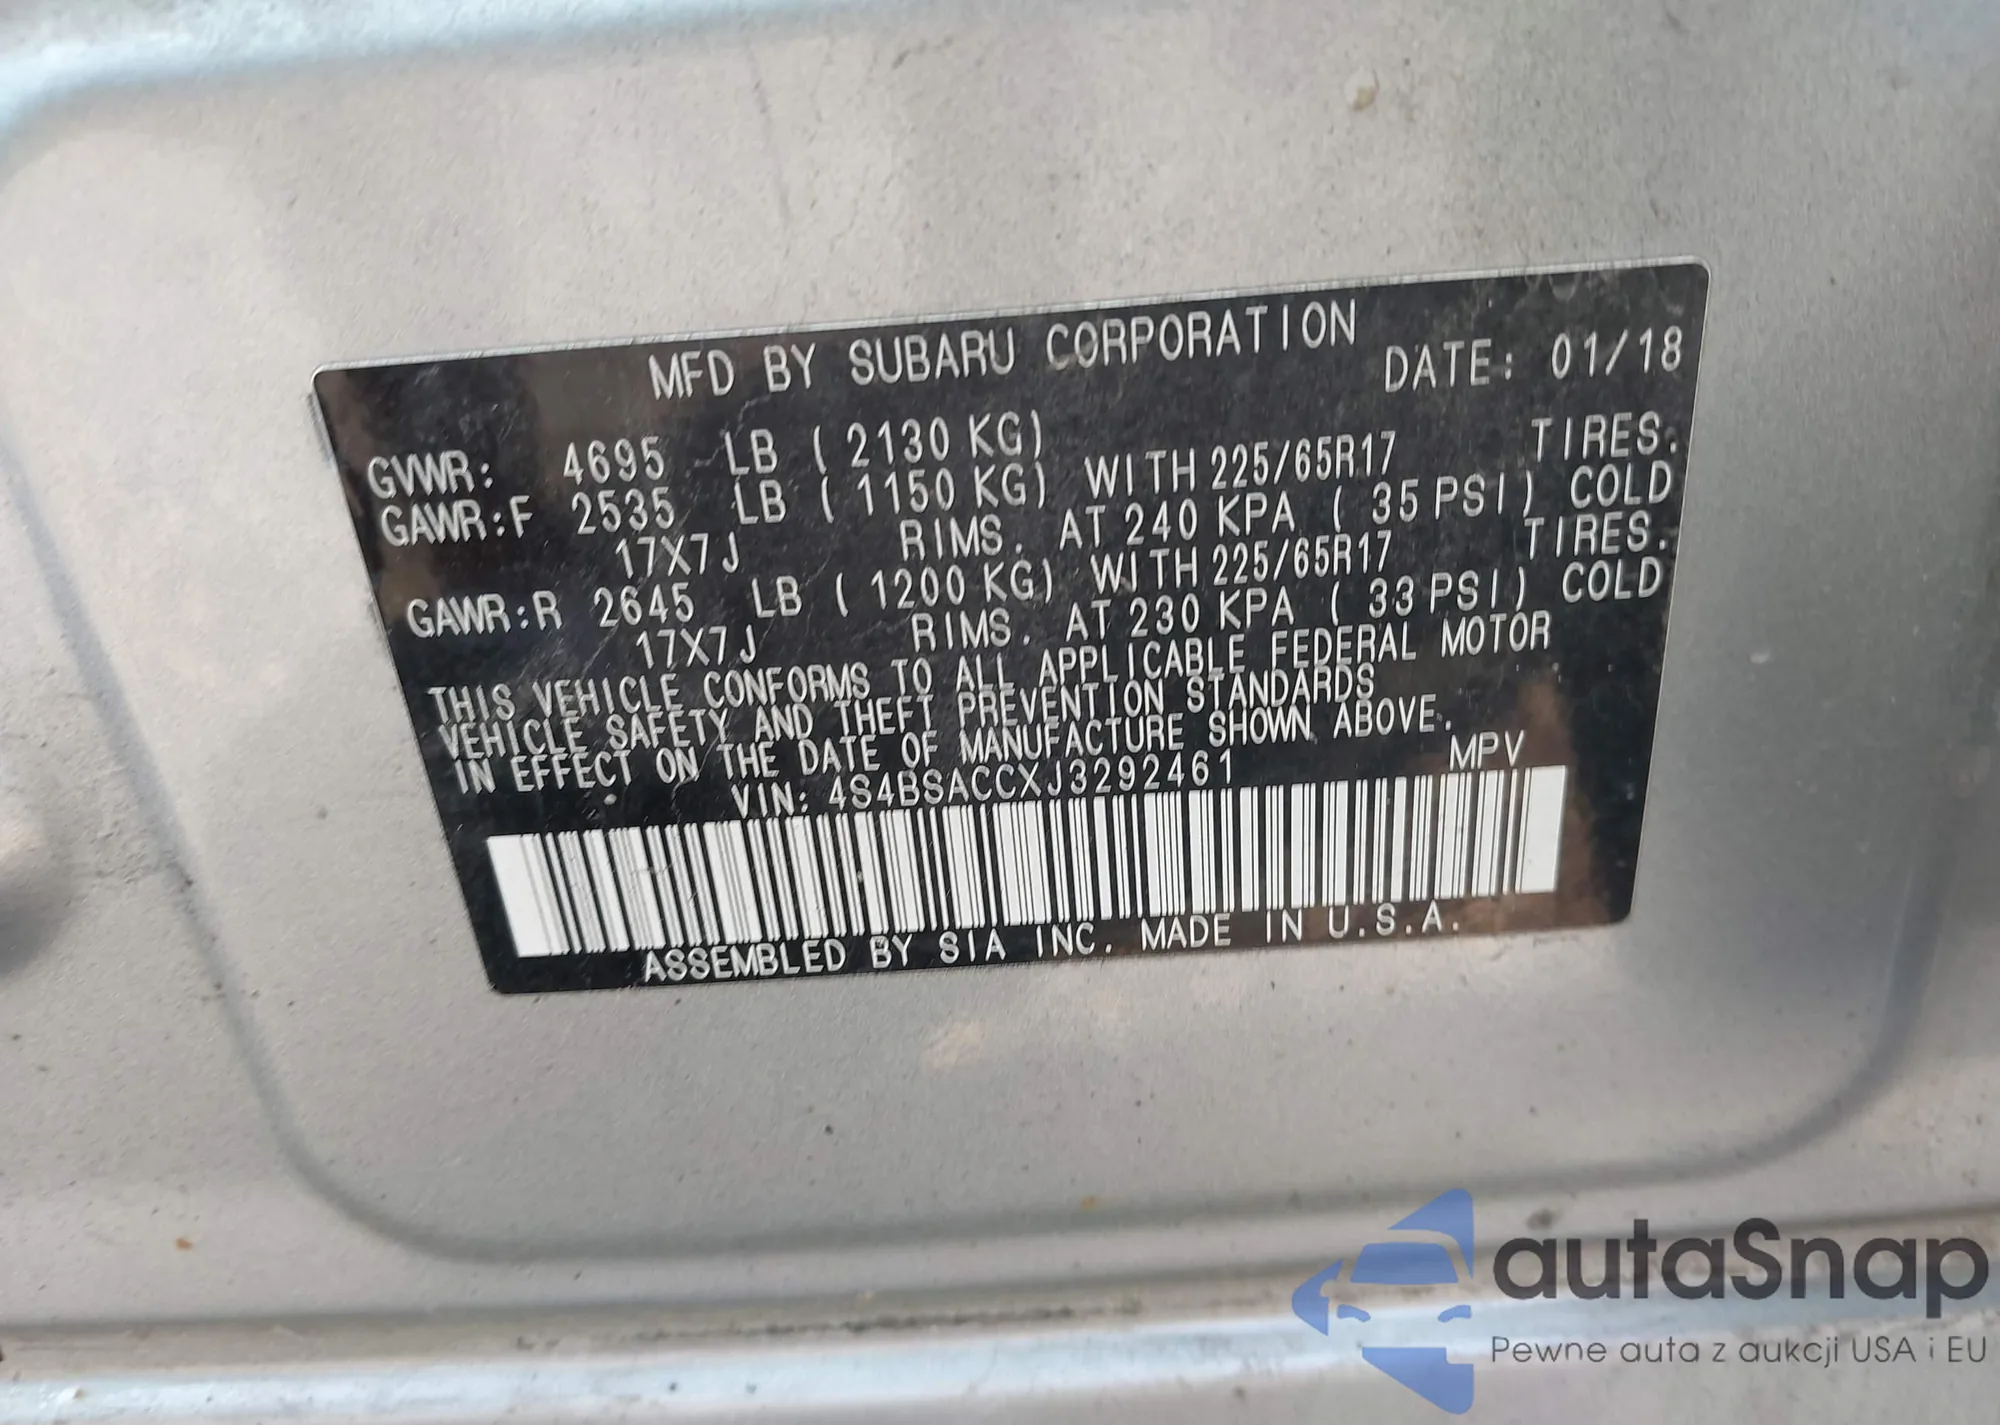 MFD BY SUBARU CORPORATION DATE: 01/18
GVWR: 4695 LB ( 2130 KG)
GAWR:F 2535 LB ( 1150 KG) WITH 225/65R17 TIRES.
17X7J RIMS. AT 240 KPA ( 35 PSI) COLD
GAWR:R 2645 LB ( 1200 KG) WITH 225/65R17 TIRES.
17X7J RIMS. AT 230 KPA ( 33 PSI) COLD
THIS VEHICLE CONFORMS TO ALL APPLICABLE FEDERAL MOTOR
VEHICLE SAFETY AND THEFT PREVENTION STANDARDS
IN EFFECT ON THE DATE OF MANUFACTURE SHOWN ABOVE.
VIN: 4S4BSACCXJ3292461 MPV
ASSEMBLED BY SIA INC. MADE IN U.S.A.
autaSnap
Pewne auta z aukcji USA i EU